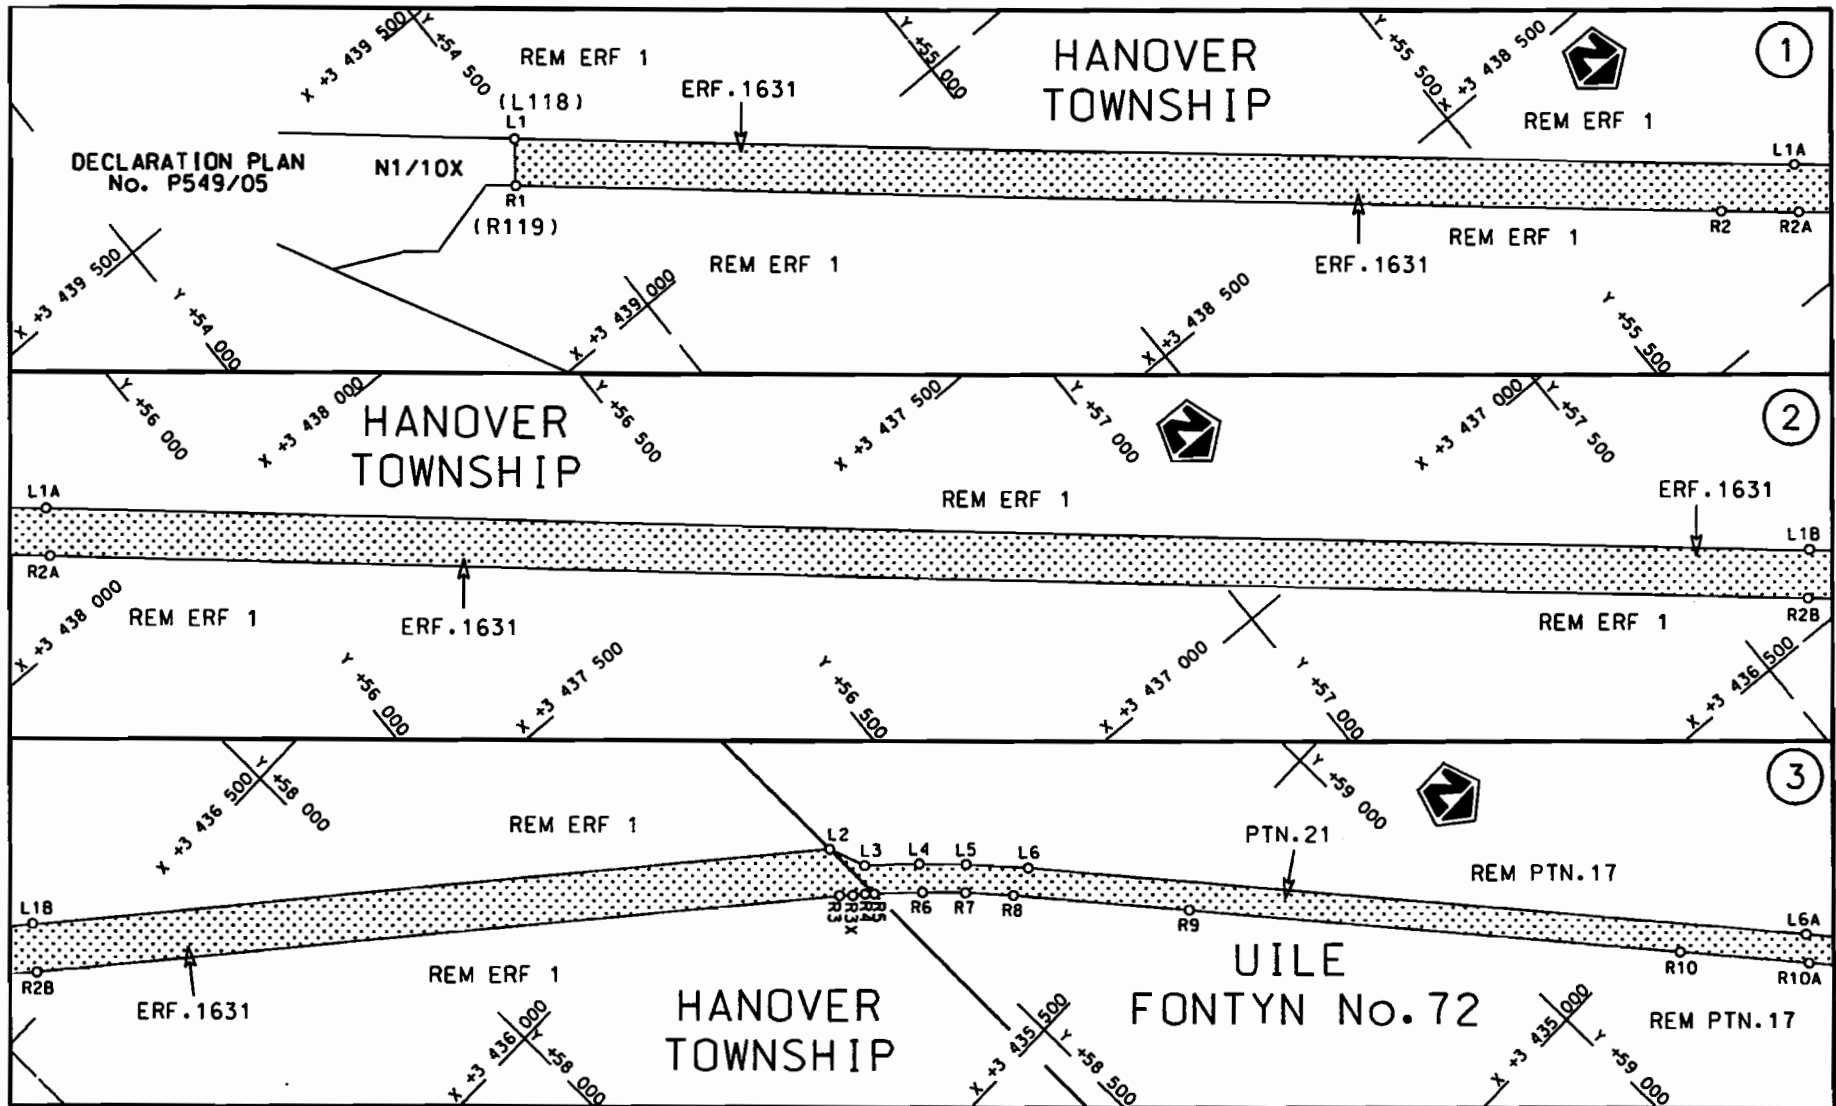 X +3 439 500
Y +54 500
REM ERF 1
Y +55 000
HANOVER
TOWNSHIP
Y +55 500
X +3 438 500
1
ERF.1631
(L118)
L1
REM ERF 1
L1A
DECLARATION PLAN
No. P549/05
N1/10X
R1
(R119)
R2
R2A
REM ERF 1
REM ERF 1
ERF.1631
X +3 439 500
Y +54 000
X +3 439 000
X +3 438 500
Y +55 500
Y +56 000
X +3 438 000
HANOVER
TOWNSHIP
Y +56 500
X +3 437 500
Y +57 000
X +3 437 000
Y +57 500
2
L1A
REM ERF 1
ERF.1631
L1B
R2A
REM ERF 1
ERF.1631
REM ERF 1
R2B
X +3 438 000
Y +56 000
X +3 437 500
Y +56 500
X +3 437 000
Y +57 000
X +3 436 500
X +3 436 500
Y +58 000
Y +59 000
3
REM ERF 1
L2
L3
L4
L5
L6
PTN.21
REM PTN.17
L1B
L6A
R3
R3X
R4
R5
R6
R7
R8
R9
R10
R10A
R2B
ERF.1631
REM ERF 1
HANOVER
TOWNSHIP
UILE
FONTYN No.72
REM PTN.17
X +3 436 000
Y +58 000
X +3 435 500
Y +58 500
X +3 435 000
Y +59 000